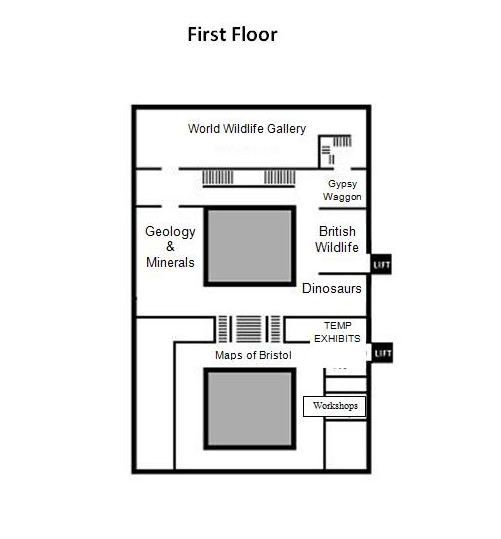 First Floor
World Wildlife Gallery
Gypsy
Waggon
Geology
&
Minerals
British
Wildlife
LIFT
Dinosaurs
TEMP
EXHIBITS
LIFT
Maps of Bristol
Workshops